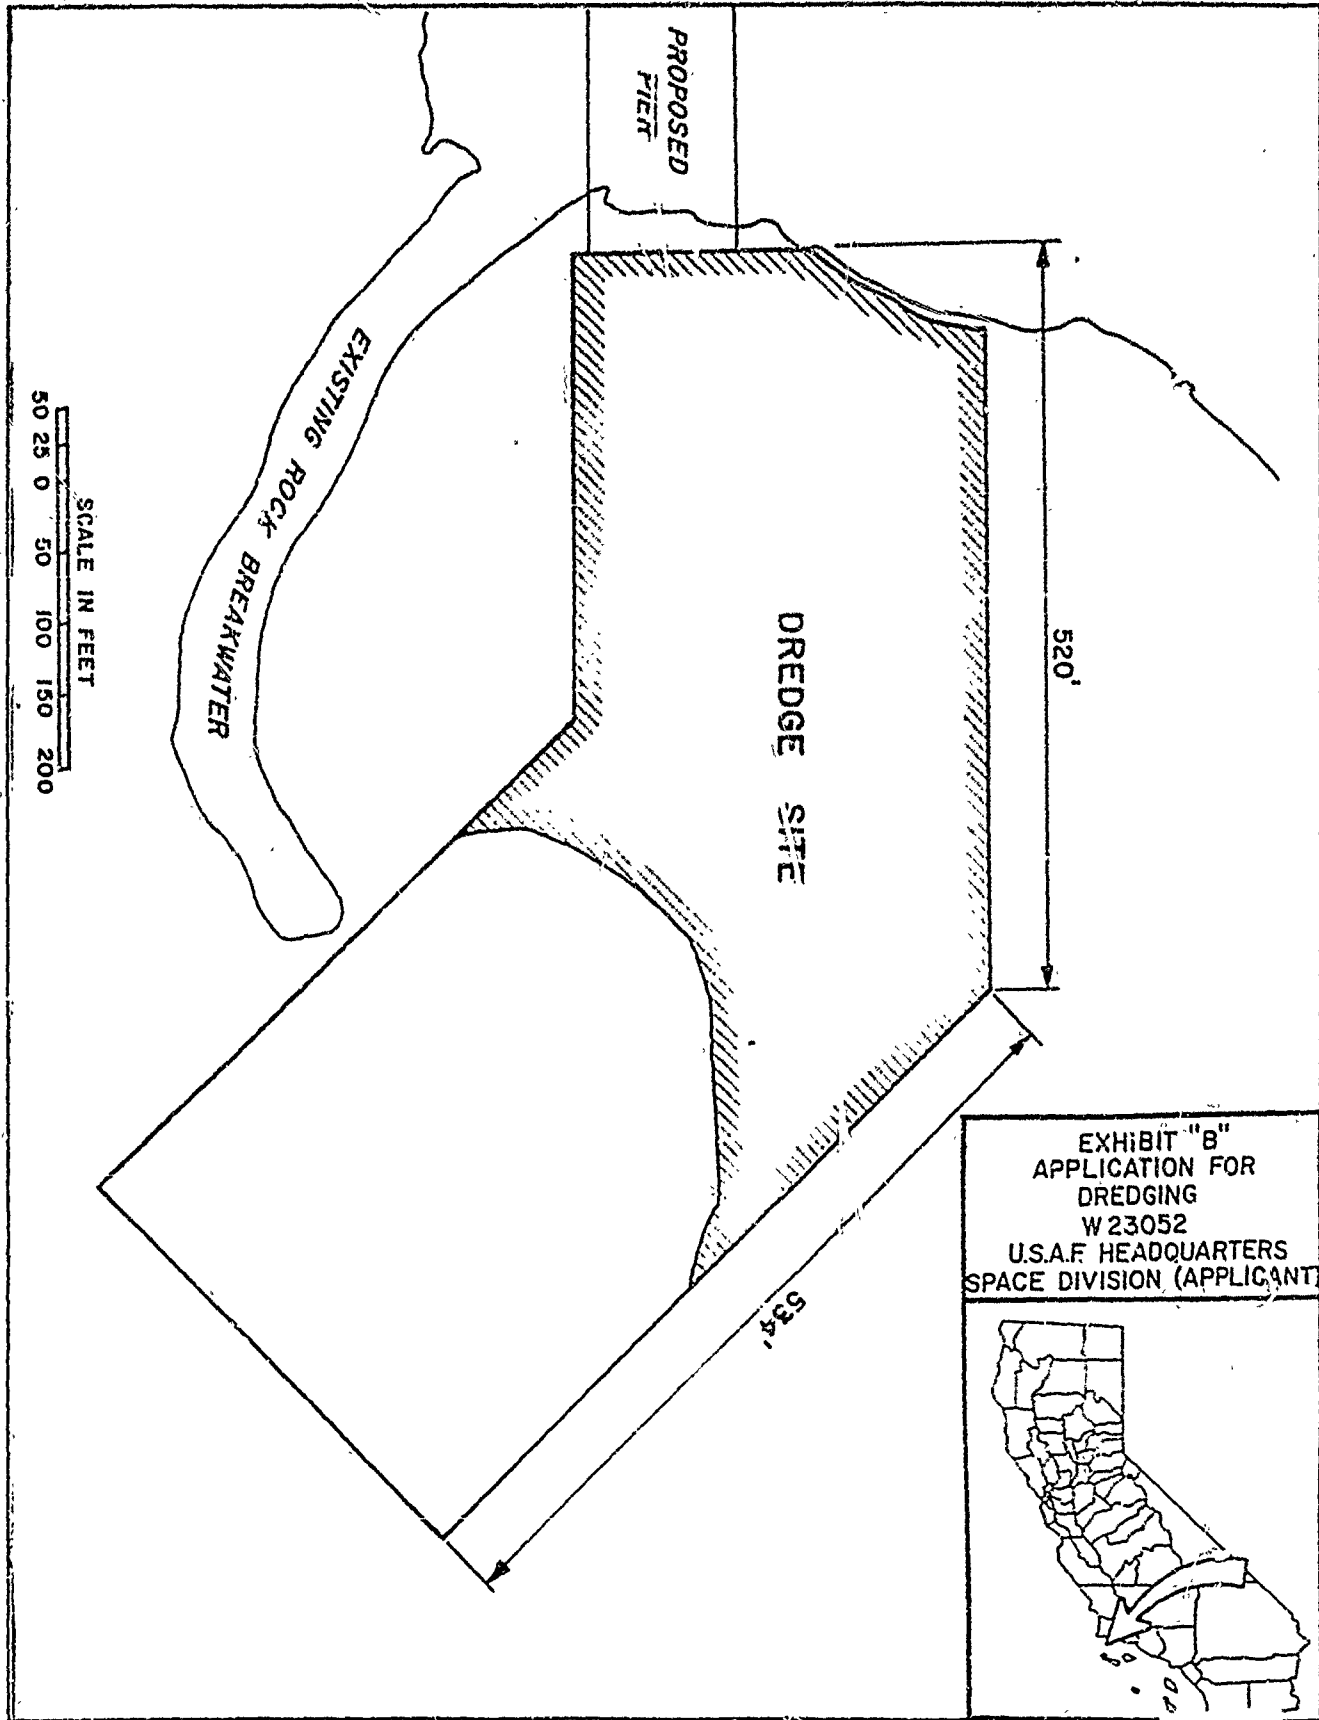 PROPOSED
PIER
EXISTING ROCK BREAKWATER
SCALE IN FEET
50 25 0 50 100 150 200
DREDGE SITE
520'
534'
EXHIBIT "B"
APPLICATION FOR
DREDGING
W 23052
U.S.A.F. HEADQUARTERS
SPACE DIVISION (APPLICANT)